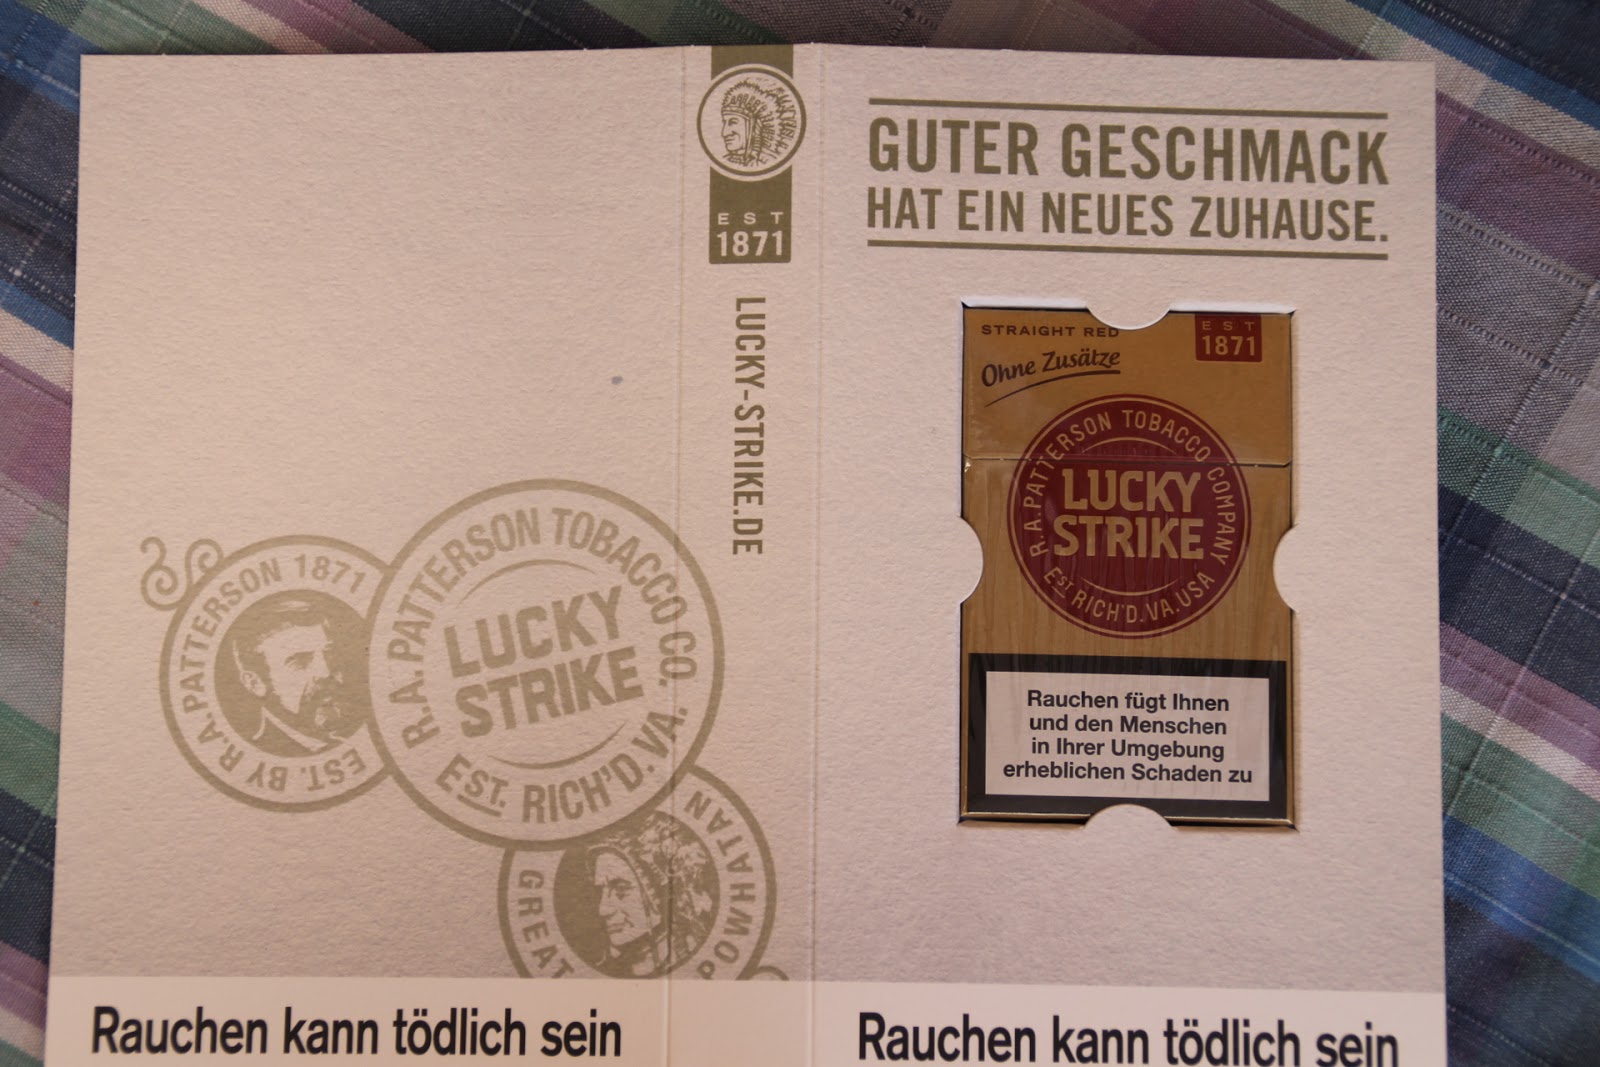 R.A.PATTERSON 1871
EST. BY R.A.
R.A. PATTERSON TOBACCO CO.
LUCKY
STRIKE
EST. RICH'D. VA.
GREAT
POWHATAN
Rauchen kann tödlich sein
EST
1871
LUCKY-STRIKE.DE
GUTER GESCHMACK
HAT EIN NEUES ZUHAUSE.
STRAIGHT RED
Ohne Zusätze
EST
1871
R.A.PATTERSON TOBACCO COMPANY
LUCKY
STRIKE
EST RICH'D.VA.USA
Rauchen fügt Ihnen
und den Menschen
in Ihrer Umgebung
erheblichen Schaden zu
Rauchen kann tödlich sein